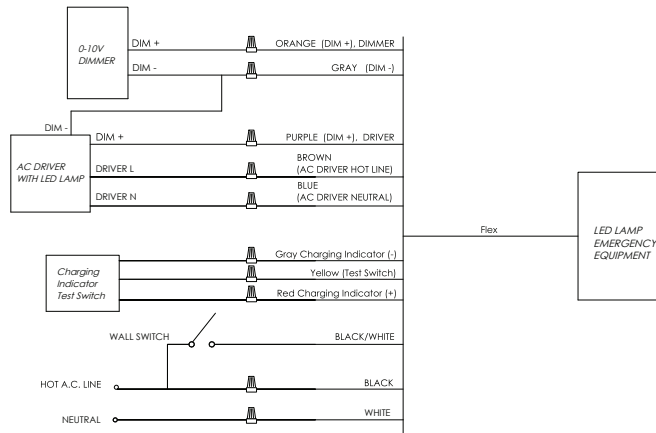 0-10V
DIMMER
DIM +
ORANGE (DIM +), DIMMER
DIM -
GRAY (DIM -)
DIM -
AC DRIVER
WITH LED LAMP
DIM +
PURPLE (DIM +), DRIVER
DRIVER L
BROWN
(AC DRIVER HOT LINE)
DRIVER N
BLUE
(AC DRIVER NEUTRAL)
Flex
LED LAMP
EMERGENCY
EQUIPMENT
Charging
Indicator
Test Switch
Gray Charging Indicator (-)
Yellow (Test Switch)
Red Charging Indicator (+)
WALL SWITCH
BLACK/WHITE
HOT A.C. LINE
BLACK
NEUTRAL
WHITE